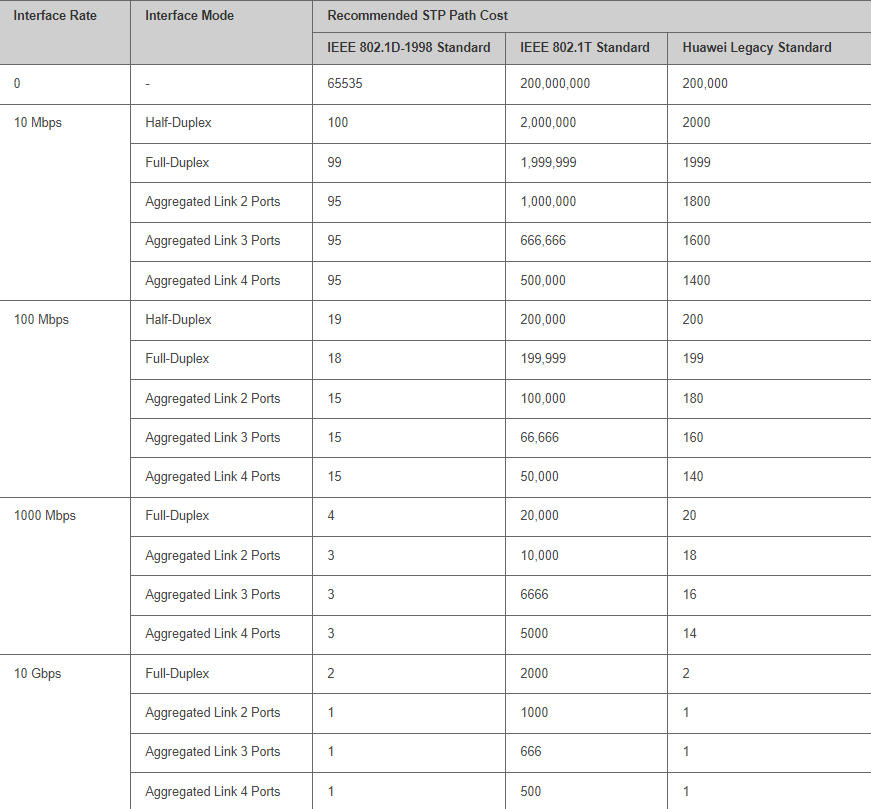 Interface Rate Interface Mode Recommended STP Path Cost
IEEE 802.1D-1998 Standard IEEE 802.1T Standard Huawei Legacy Standard
0 - 65535 200,000,000 200,000
10 Mbps Half-Duplex 100 2,000,000 2000
Full-Duplex 99 1,999,999 1999
Aggregated Link 2 Ports 95 1,000,000 1800
Aggregated Link 3 Ports 95 666,666 1600
Aggregated Link 4 Ports 95 500,000 1400
100 Mbps Half-Duplex 19 200,000 200
Full-Duplex 18 199,999 199
Aggregated Link 2 Ports 15 100,000 180
Aggregated Link 3 Ports 15 66,666 160
Aggregated Link 4 Ports 15 50,000 140
1000 Mbps Full-Duplex 4 20,000 20
Aggregated Link 2 Ports 3 10,000 18
Aggregated Link 3 Ports 3 6666 16
Aggregated Link 4 Ports 3 5000 14
10 Gbps Full-Duplex 2 2000 2
Aggregated Link 2 Ports 1 1000 1
Aggregated Link 3 Ports 1 666 1
Aggregated Link 4 Ports 1 500 1